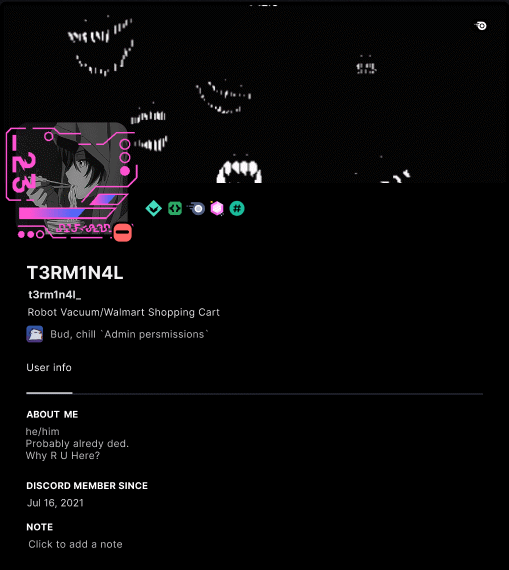 _23
T3RM1N4L
t3rm1n4l_
Robot Vacuum/Walmart Shopping Cart
Bud, chill `Admin persmissions`
User info
ABOUT ME
he/him
Probably alredy ded.
Why R U Here?
DISCORD MEMBER SINCE
Jul 16, 2021
NOTE
Click to add a note